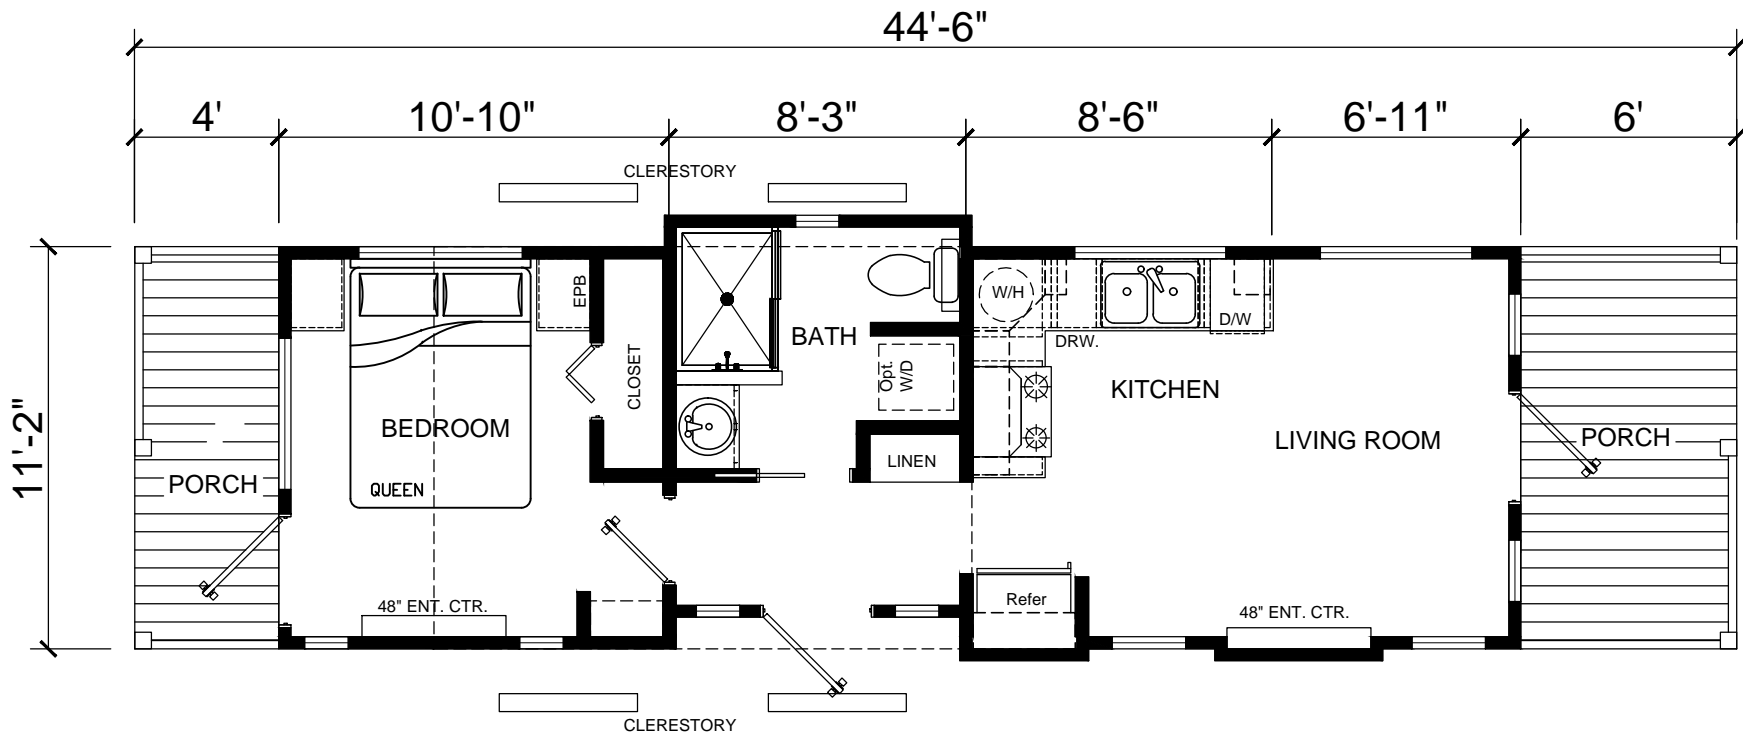 44'-6"
4'
10'-10"
8'-3"
8'-6"
6'-11"
6'
CLERESTORY
11'-2"
EPB
CLOSET
BEDROOM
QUEEN
PORCH
48" ENT. CTR.
BATH
Opt.
W/D
LINEN
W/H
DRW.
D/W
KITCHEN
LIVING ROOM
PORCH
Refer
48" ENT. CTR.
CLERESTORY